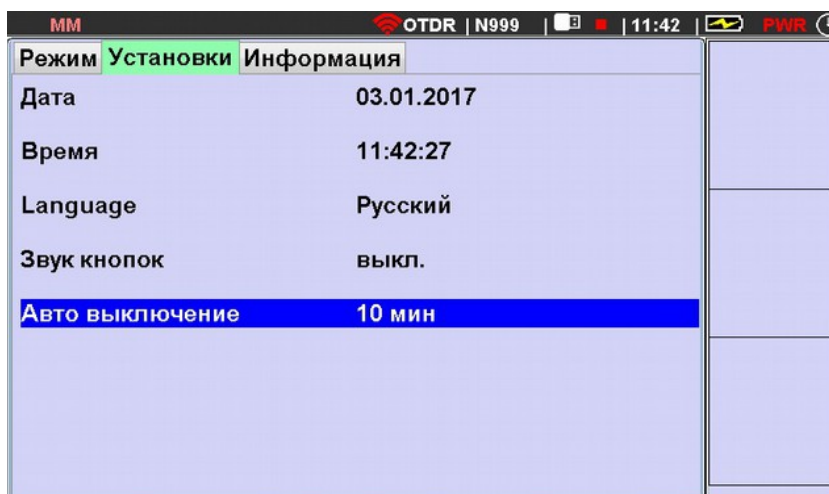 MM OTDR | N999 | | 11:42 | PWR
Режим Установки Информация
Дата 03.01.2017
Время 11:42:27
Language Русский
Звук кнопок выкл.
Авто выключение 10 мин